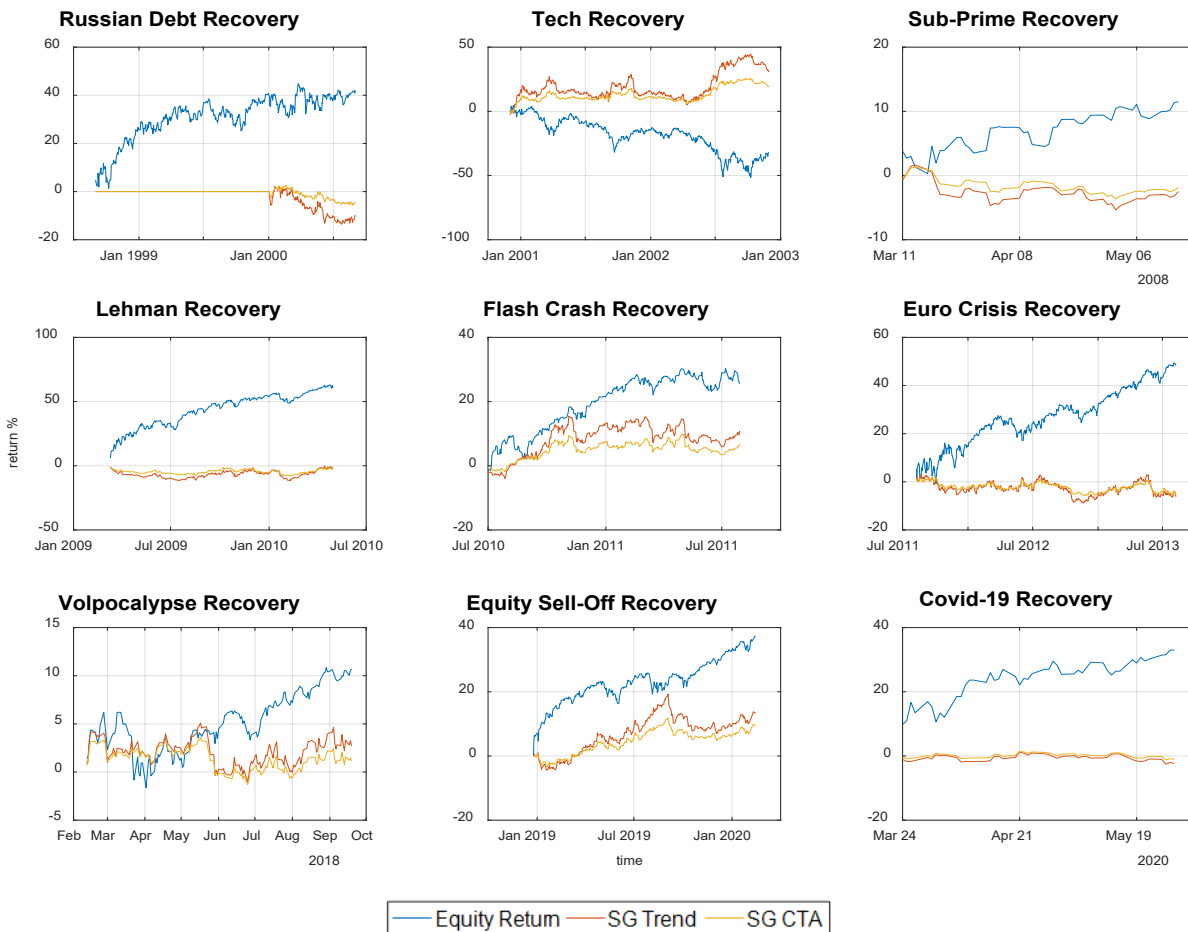 Russian Debt Recovery
Tech Recovery
Sub-Prime Recovery
60
40
20
0
-20
Jan 1999
Jan 2000
50
0
-50
-100
Jan 2001
Jan 2002
Jan 2003
20
10
0
-10
Mar 11
Apr 08
May 06
2008
Lehman Recovery
Flash Crash Recovery
Euro Crisis Recovery
return %
100
50
0
-50
Jan 2009
Jul 2009
Jan 2010
Jul 2010
40
20
0
-20
Jul 2010
Jan 2011
Jul 2011
60
40
20
0
-20
Jul 2011
Jul 2012
Jul 2013
Volpocalypse Recovery
Equity Sell-Off Recovery
Covid-19 Recovery
15
10
5
0
-5
Feb
Mar
Apr
May
Jun
Jul
Aug
Sep
Oct
2018
40
20
0
-20
Jan 2019
Jul 2019
Jan 2020
time
40
20
0
-20
Mar 24
Apr 21
May 19
2020
Equity Return
SG Trend
SG CTA